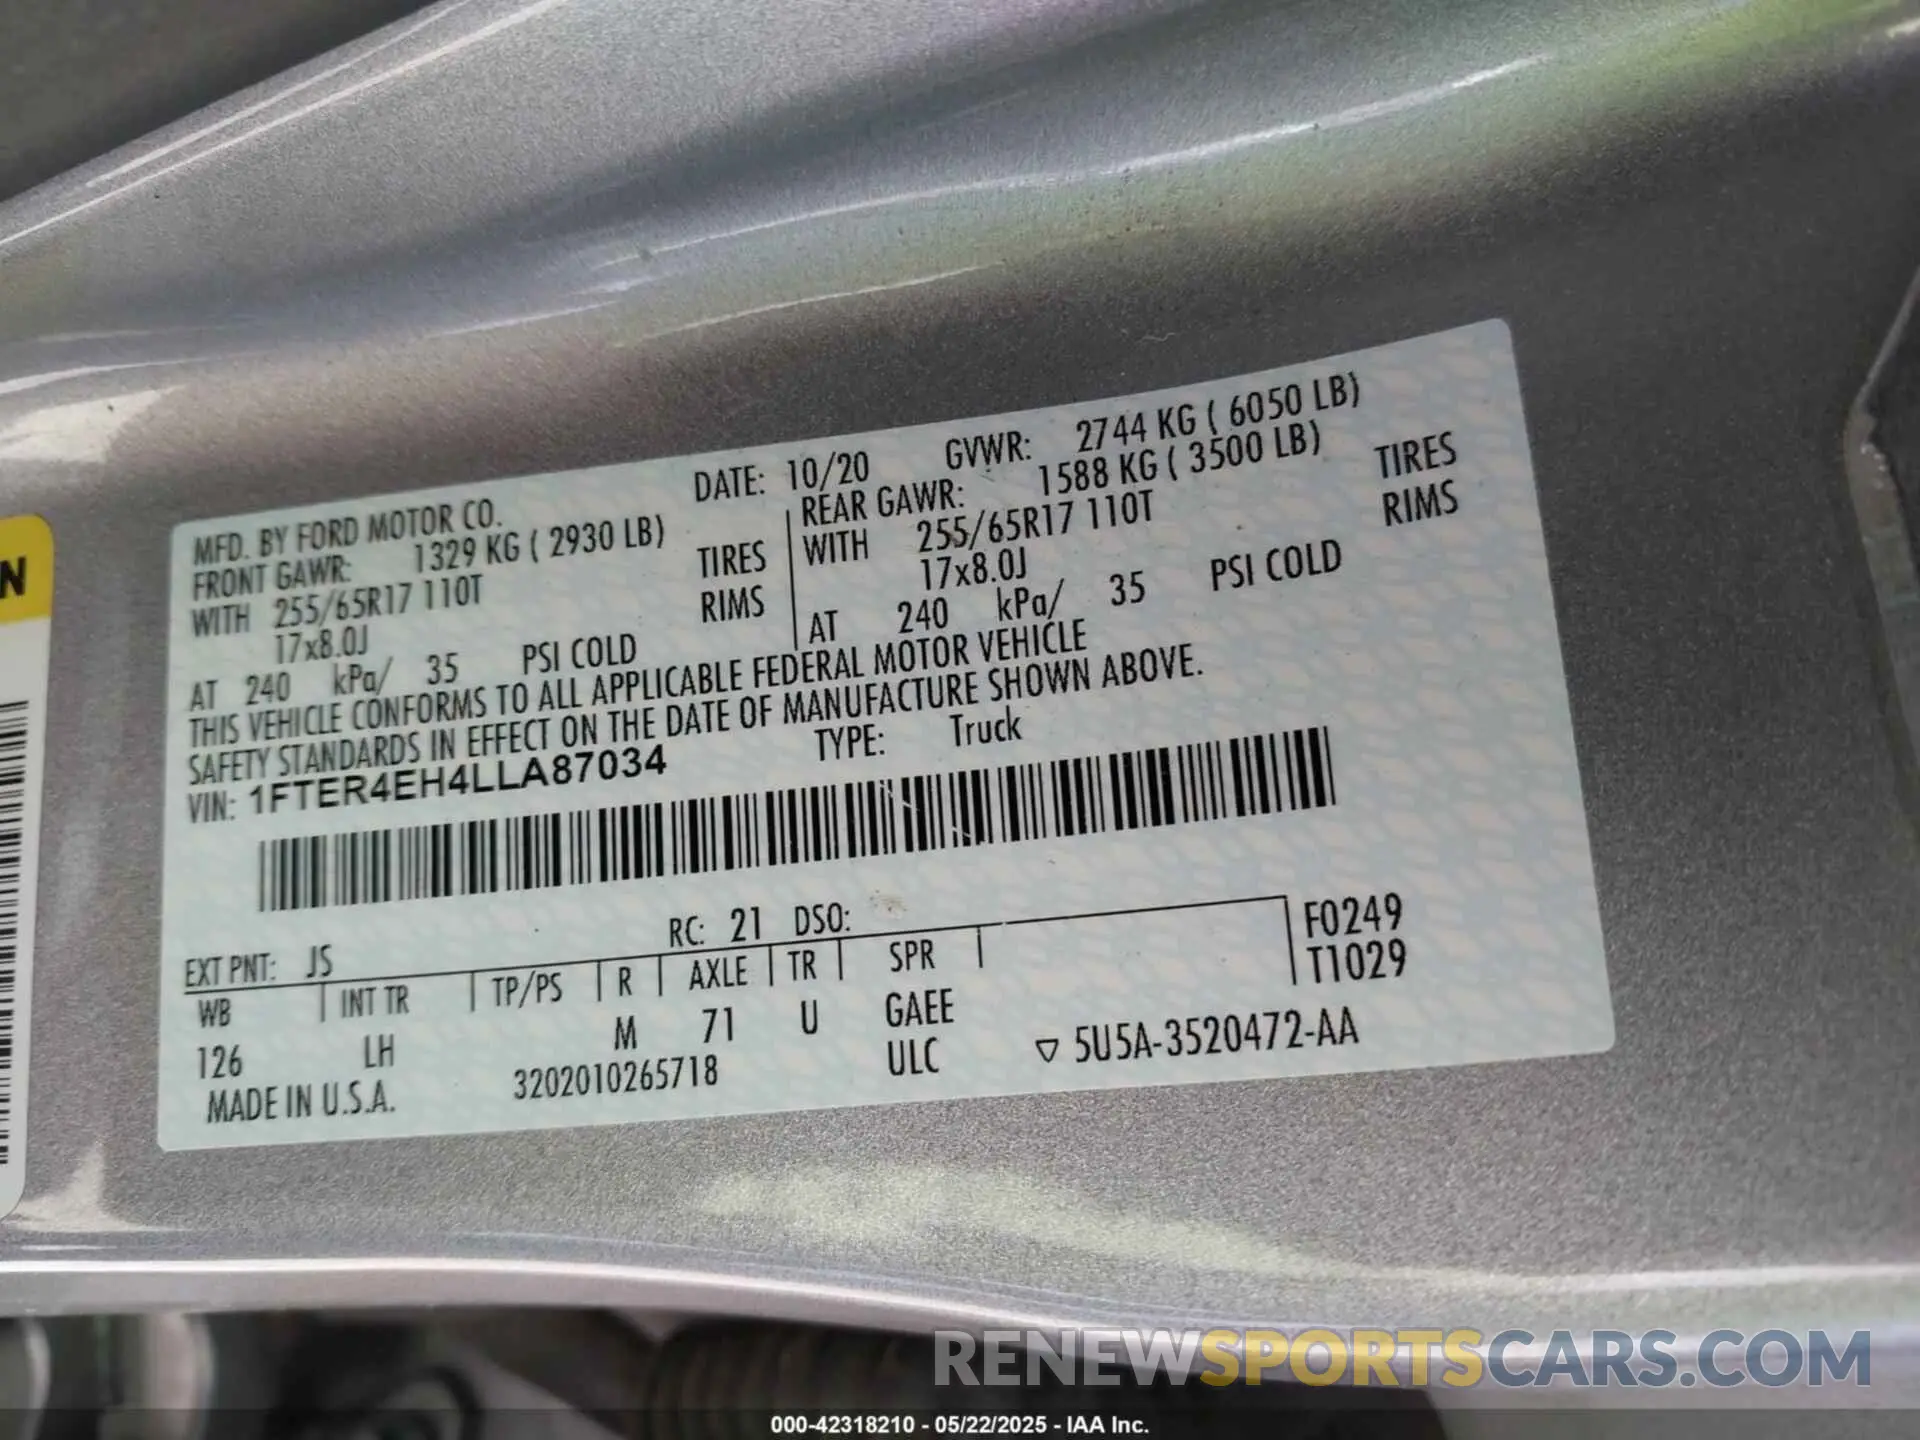 N
MFD. BY FORD MOTOR CO.
DATE: 10/20
GVWR: 2744 KG ( 6050 LB)
FRONT GAWR: 1329 KG ( 2930 LB)
REAR GAWR: 1588 KG ( 3500 LB)
WITH 255/65R17 110T TIRES
WITH 255/65R17 110T TIRES
17x8.0J RIMS
17x8.0J RIMS
AT 240 kPa/ 35 PSI COLD
AT 240 kPa/ 35 PSI COLD
THIS VEHICLE CONFORMS TO ALL APPLICABLE FEDERAL MOTOR VEHICLE
SAFETY STANDARDS IN EFFECT ON THE DATE OF MANUFACTURE SHOWN ABOVE.
VIN: 1FTER4EH4LLA87034
TYPE: Truck
EXT PNT: JS RC: 21 DSO:
F0249
T1029
WB INT TR TP/PS R AXLE TR SPR
126 LH M 71 U GAEE
MADE IN U.S.A. 3202010265718 ULC ▽ 5U5A-3520472-AA
RENEWSPORTSCARS.COM
000-42318210 - 05/22/2025 - IAA Inc.